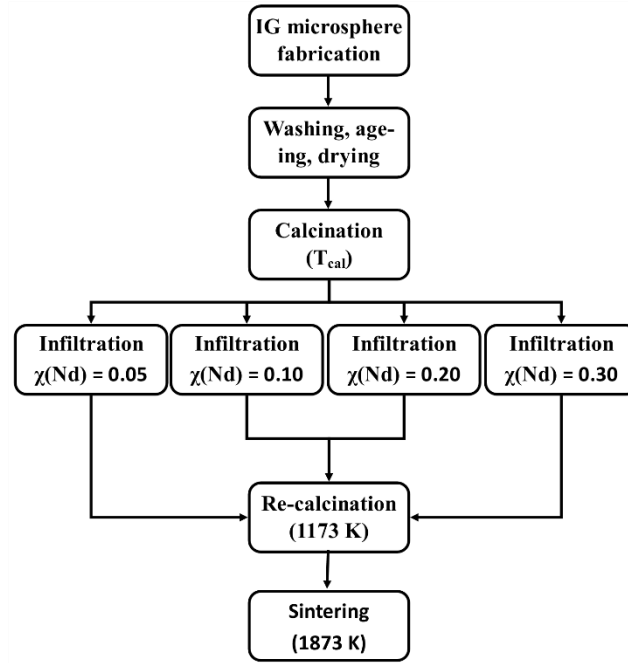 IG microsphere
fabrication
Washing, age-
ing, drying
Calcination
(Tcal)
Infiltration
χ(Nd) = 0.05
Infiltration
χ(Nd) = 0.10
Infiltration
χ(Nd) = 0.20
Infiltration
χ(Nd) = 0.30
Re-calcination
(1173 K)
Sintering
(1873 K)